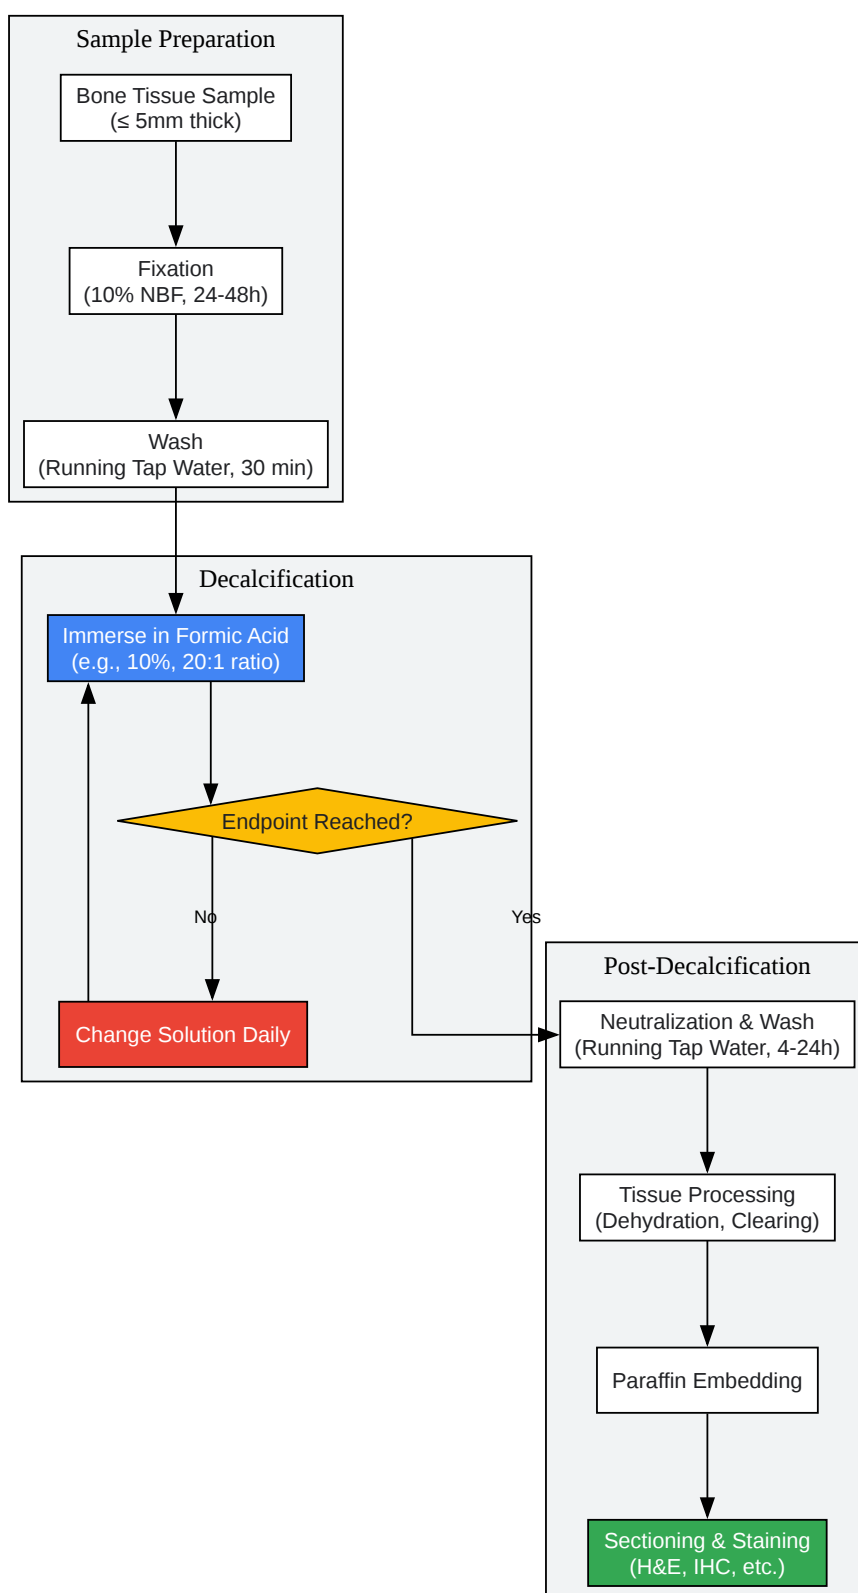 Sample Preparation
Bone Tissue Sample
(≤ 5mm thick)
Fixation
(10% NBF, 24-48h)
Wash
(Running Tap Water, 30 min)
Decalcification
Immerse in Formic Acid
(e.g., 10%, 20:1 ratio)
Endpoint Reached?
No
Yes
Change Solution Daily
Post-Decalcification
Neutralization & Wash
(Running Tap Water, 4-24h)
Tissue Processing
(Dehydration, Clearing)
Paraffin Embedding
Sectioning & Staining
(H&E, IHC, etc.)